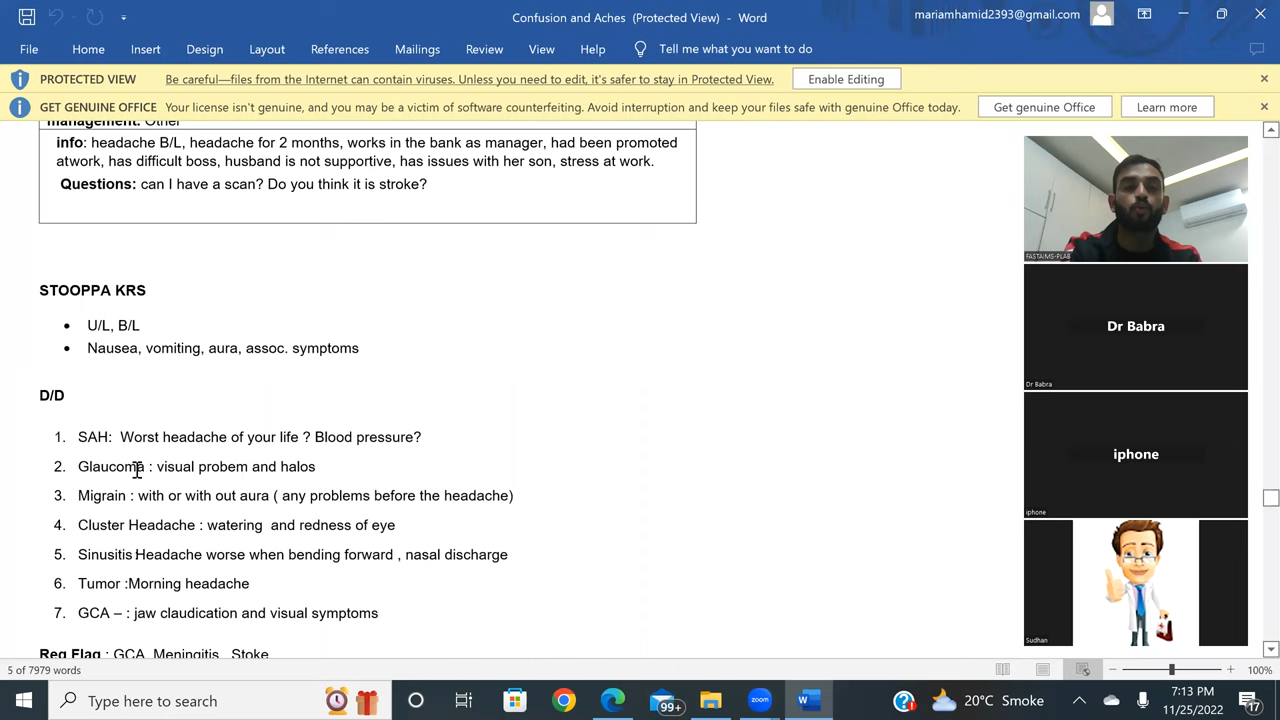 Confusion and Aches (Protected View) - Word
mariamhamid2393@gmail.com
File Home Insert Design Layout References Mailings Review View Help Tell me what you want to do
PROTECTED VIEW Be careful—files from the Internet can contain viruses. Unless you need to edit, it's safer to stay in Protected View. Enable Editing
GET GENUINE OFFICE Your license isn't genuine, and you may be a victim of software counterfeiting. Avoid interruption and keep your files safe with genuine Office today. Get genuine Office Learn more
management: Other
info: headache B/L, headache for 2 months, works in the bank as manager, had been promoted
atwork, has difficult boss, husband is not supportive, has issues with her son, stress at work.
Questions: can I have a scan? Do you think it is stroke?
STOOPPA KRS
• U/L, B/L
• Nausea, vomiting, aura, assoc. symptoms
D/D
1. SAH: Worst headache of your life ? Blood pressure?
2. Glaucoma : visual probem and halos
3. Migrain : with or with out aura ( any problems before the headache)
4. Cluster Headache : watering and redness of eye
5. Sinusitis:Headache worse when bending forward , nasal discharge
6. Tumor :Morning headache
7. GCA – : jaw claudication and visual symptoms
Reg Flag : GCA, Meningitis , Stoke
FASTAIMS-PLAB
Dr Babra
Dr Babra
iphone
iphone
Sudhan
5 of 7979 words
100%
Type here to search
99+
zoom
20°C Smoke
7:13 PM
11/25/2022
17